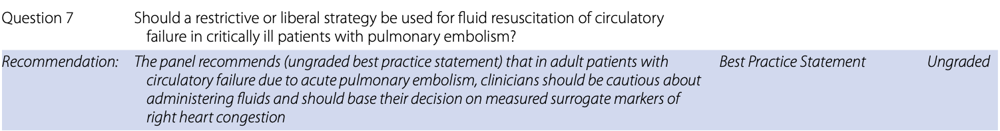 Question 7 Should a restrictive or liberal strategy be used for fluid resuscitation of circulatory
failure in critically ill patients with pulmonary embolism?
Recommendation: The panel recommends (ungraded best practice statement) that in adult patients with Best Practice Statement Ungraded
circulatory failure due to acute pulmonary embolism, clinicians should be cautious about
administering fluids and should base their decision on measured surrogate markers of
right heart congestion